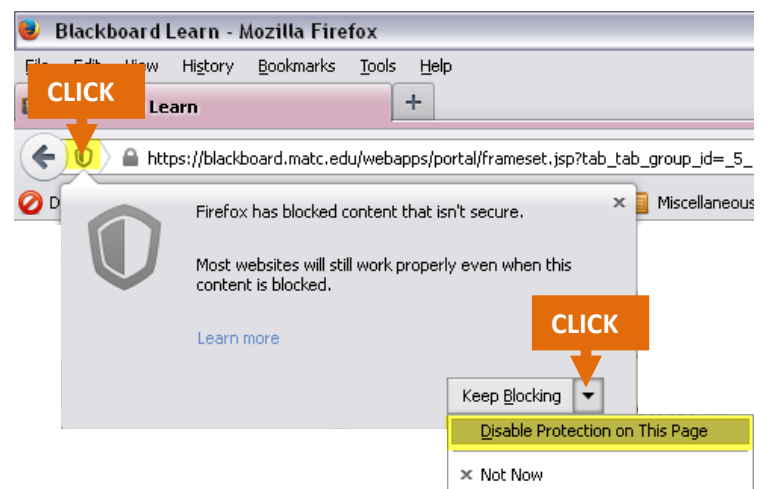 Blackboard Learn - Mozilla Firefox
View History Bookmarks Tools Help
CLICK
Learn +
https://blackboard.matc.edu/webapps/portal/frameset.jsp?tab_tab_group_id=_5_
D Miscellaneous
Firefox has blocked content that isn't secure. ×
Most websites will still work properly even when this
content is blocked.
Learn more
CLICK
Keep Blocking
Disable Protection on This Page
× Not Now